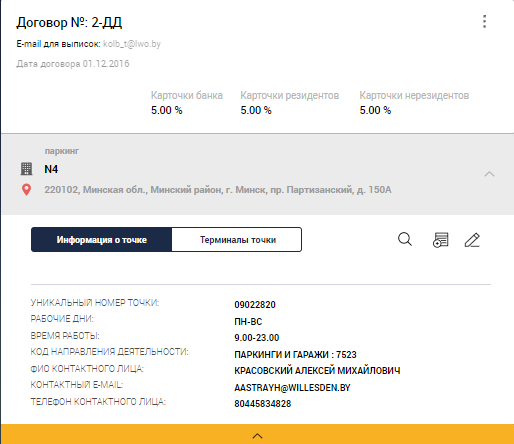 Договор №: 2-ДД
E-mail для выписок: kolb_t@lwo.by
Дата договора 01.12.2016
Карточки банка Карточки резидентов Карточки нерезидентов
5.00 % 5.00 % 5.00 %
паркинг
N4
220102, Минская обл., Минский район, г. Минск, пр. Партизанский, д. 150А
Информация о точке Терминалы точки
УНИКАЛЬНЫЙ НОМЕР ТОЧКИ: 09022820
РАБОЧИЕ ДНИ: ПН-ВС
ВРЕМЯ РАБОТЫ: 9.00-23.00
КОД НАПРАВЛЕНИЯ ДЕЯТЕЛЬНОСТИ: ПАРКИНГИ И ГАРАЖИ : 7523
ФИО КОНТАКТНОГО ЛИЦА: КРАСОВСКИЙ АЛЕКСЕЙ МИХАЙЛОВИЧ
КОНТАКТНЫЙ E-MAIL: AASTRAYH@WILLESDEN.BY
ТЕЛЕФОН КОНТАКТНОГО ЛИЦА: 80445834828